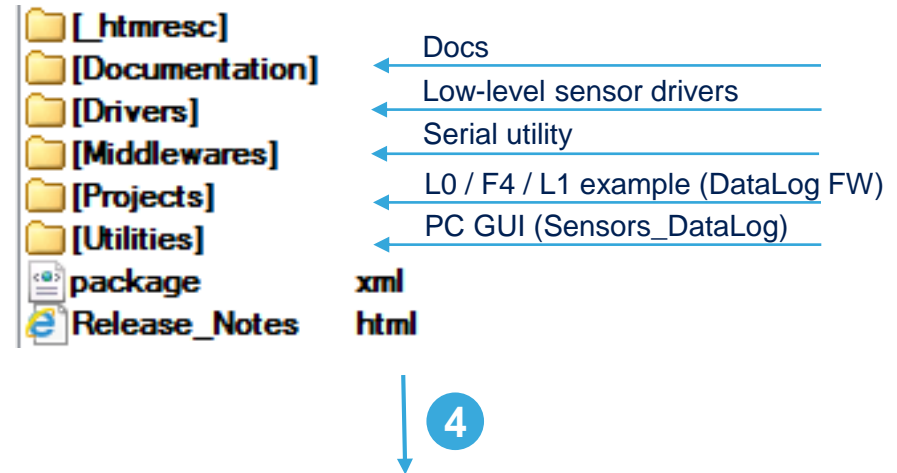 [_htmresc]
[Documentation] Docs
[Drivers] Low-level sensor drivers
[Middlewares] Serial utility
[Projects] L0 / F4 / L1 example (DataLog FW)
[Utilities] PC GUI (Sensors_DataLog)
package xml
Release_Notes html
4